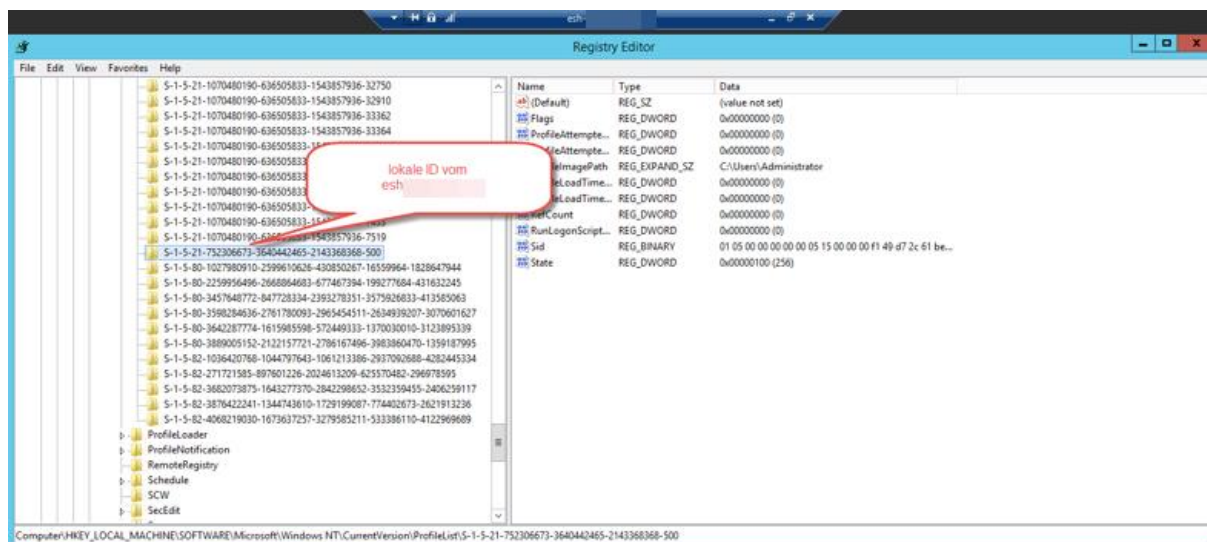 esh-
Registry Editor
File Edit View Favorites Help
S-1-5-21-1070480190-636505833-1543857936-32750
S-1-5-21-1070480190-636505833-1543857936-32910
S-1-5-21-1070480190-636505833-1543857936-33362
S-1-5-21-1070480190-636505833-1543857936-33364
S-1-5-21-1070480190-636505833
S-1-5-21-1070480190-636505833
S-1-5-21-1070480190-636505833
S-1-5-21-1070480190-636505833
S-1-5-21-1070480190-636505833
S-1-5-21-1070480190-636505833
S-1-5-21-1070480190-636505833-1543857936-7519
S-1-5-21-752306673-3640442465-2143368368-500
S-1-5-80-1027980910-2599610626-430850267-16559964-1828647944
S-1-5-80-2259956496-2668864683-677467394-199277684-431632245
S-1-5-80-3457648772-847728334-2393278351-3575926833-413585063
S-1-5-80-3598284636-2761780093-2965454511-2634939207-3070601627
S-1-5-80-3642287774-1615985598-572449333-1370030010-3123895339
S-1-5-80-3889005152-2122157721-2786167496-3983860470-1359187995
S-1-5-82-1036420768-1044797643-1061213386-2937092688-4282445334
S-1-5-82-271721585-897601226-2024613209-625570482-296978595
S-1-5-82-3682073875-1643277370-2842298652-3532359455-2406259117
S-1-5-82-3876422241-1344743610-1729199087-774402673-2621913236
S-1-5-82-4068219030-1673637257-3279585211-533386110-4122969689
ProfileLoader
ProfileNotification
RemoteRegistry
Schedule
SCW
SecEdit
lokale ID vom
esh
Name Type Data
(Default) REG_SZ (value not set)
Flags REG_DWORD 0x00000000 (0)
ProfileAttempte... REG_DWORD 0x00000000 (0)
ileAttempte... REG_DWORD 0x00000000 (0)
leImagePath REG_EXPAND_SZ C:\Users\Administrator
leLoadTime... REG_DWORD 0x00000000 (0)
leLoadTime... REG_DWORD 0x00000000 (0)
RefCount REG_DWORD 0x00000000 (0)
RunLogonScript... REG_DWORD 0x00000000 (0)
Sid REG_BINARY 01 05 00 00 00 00 00 05 15 00 00 00 f1 49 d7 2c 61 be...
State REG_DWORD 0x00000100 (256)
Computer\HKEY_LOCAL_MACHINE\SOFTWARE\Microsoft\Windows NT\CurrentVersion\ProfileList\S-1-5-21-752306673-3640442465-2143368368-500